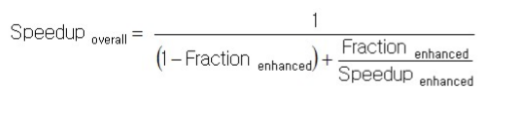 Speedup overall = 1
(1 – Fraction enhanced) + Fraction enhanced
Speedup enhanced